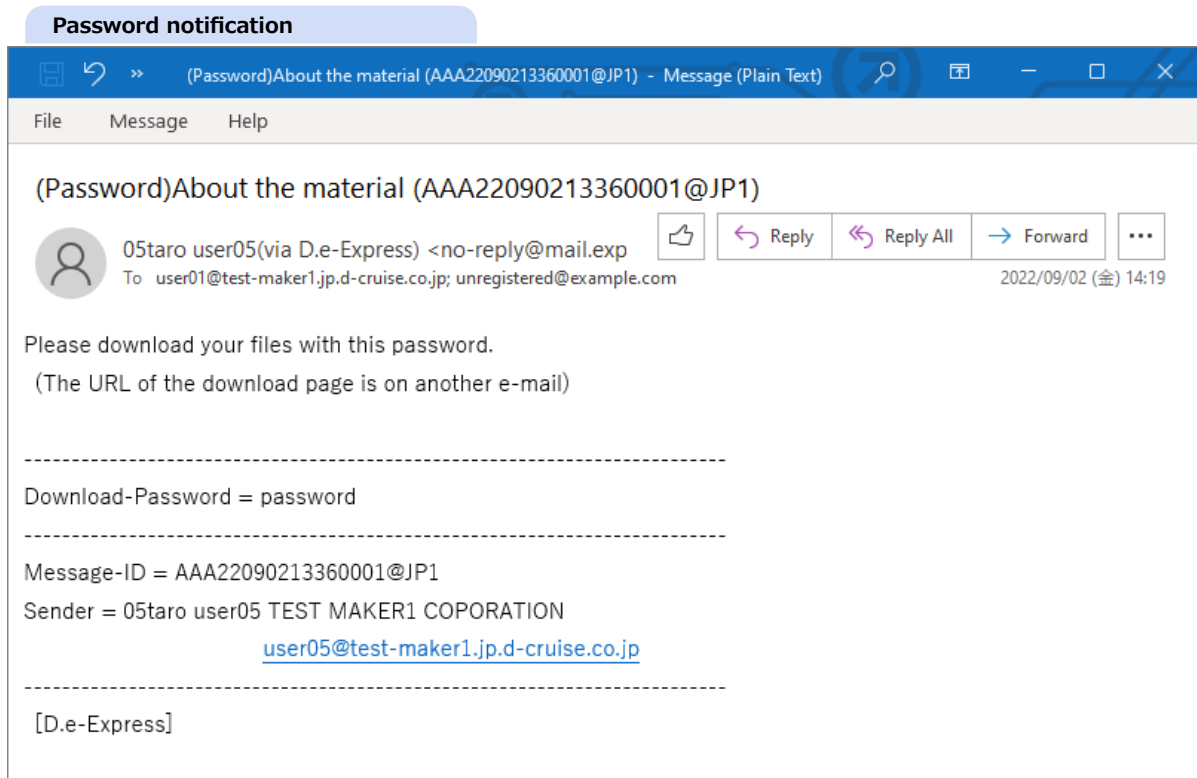 Password notification
(Password)About the material (AAA22090213360001@JP1) - Message (Plain Text)
File Message Help
(Password)About the material (AAA22090213360001@JP1)
05taro user05(via D.e-Express) <no-reply@mail.exp
Reply Reply All Forward
To user01@test-maker1.jp.d-cruise.co.jp; unregistered@example.com
2022/09/02 (金) 14:19
Please download your files with this password.
(The URL of the download page is on another e-mail)
--------------------------------------------------------------------------
Download-Password = password
--------------------------------------------------------------------------
Message-ID = AAA22090213360001@JP1
Sender = 05taro user05 TEST MAKER1 COPORATION
user05@test-maker1.jp.d-cruise.co.jp
--------------------------------------------------------------------------
[D.e-Express]